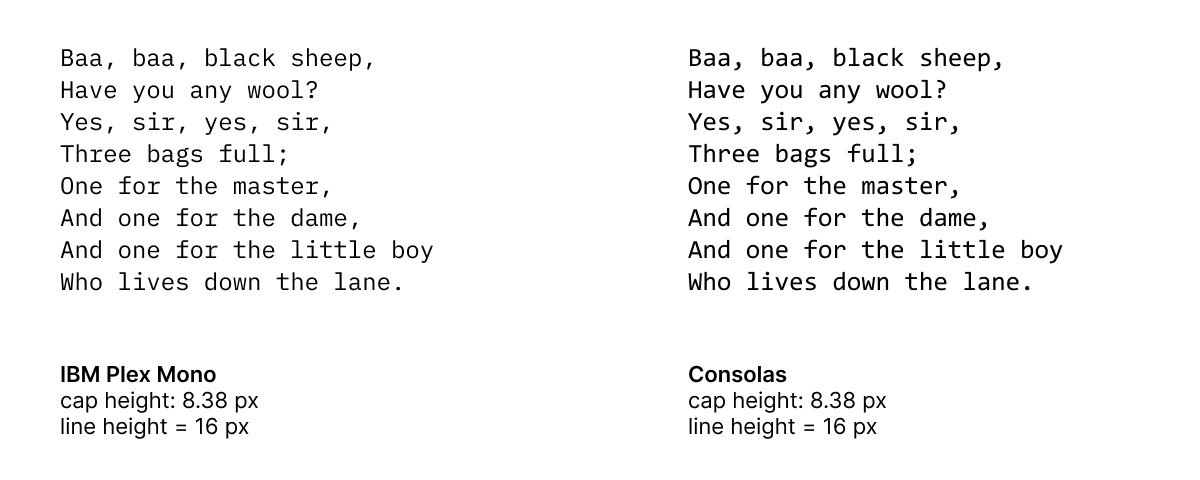 Baa, baa, black sheep,
Have you any wool?
Yes, sir, yes, sir,
Three bags full;
One for the master,
And one for the dame,
And one for the little boy
Who lives down the lane.
IBM Plex Mono
cap height: 8.38 px
line height = 16 px
Baa, baa, black sheep,
Have you any wool?
Yes, sir, yes, sir,
Three bags full;
One for the master,
And one for the dame,
And one for the little boy
Who lives down the lane.
Consolas
cap height: 8.38 px
line height = 16 px